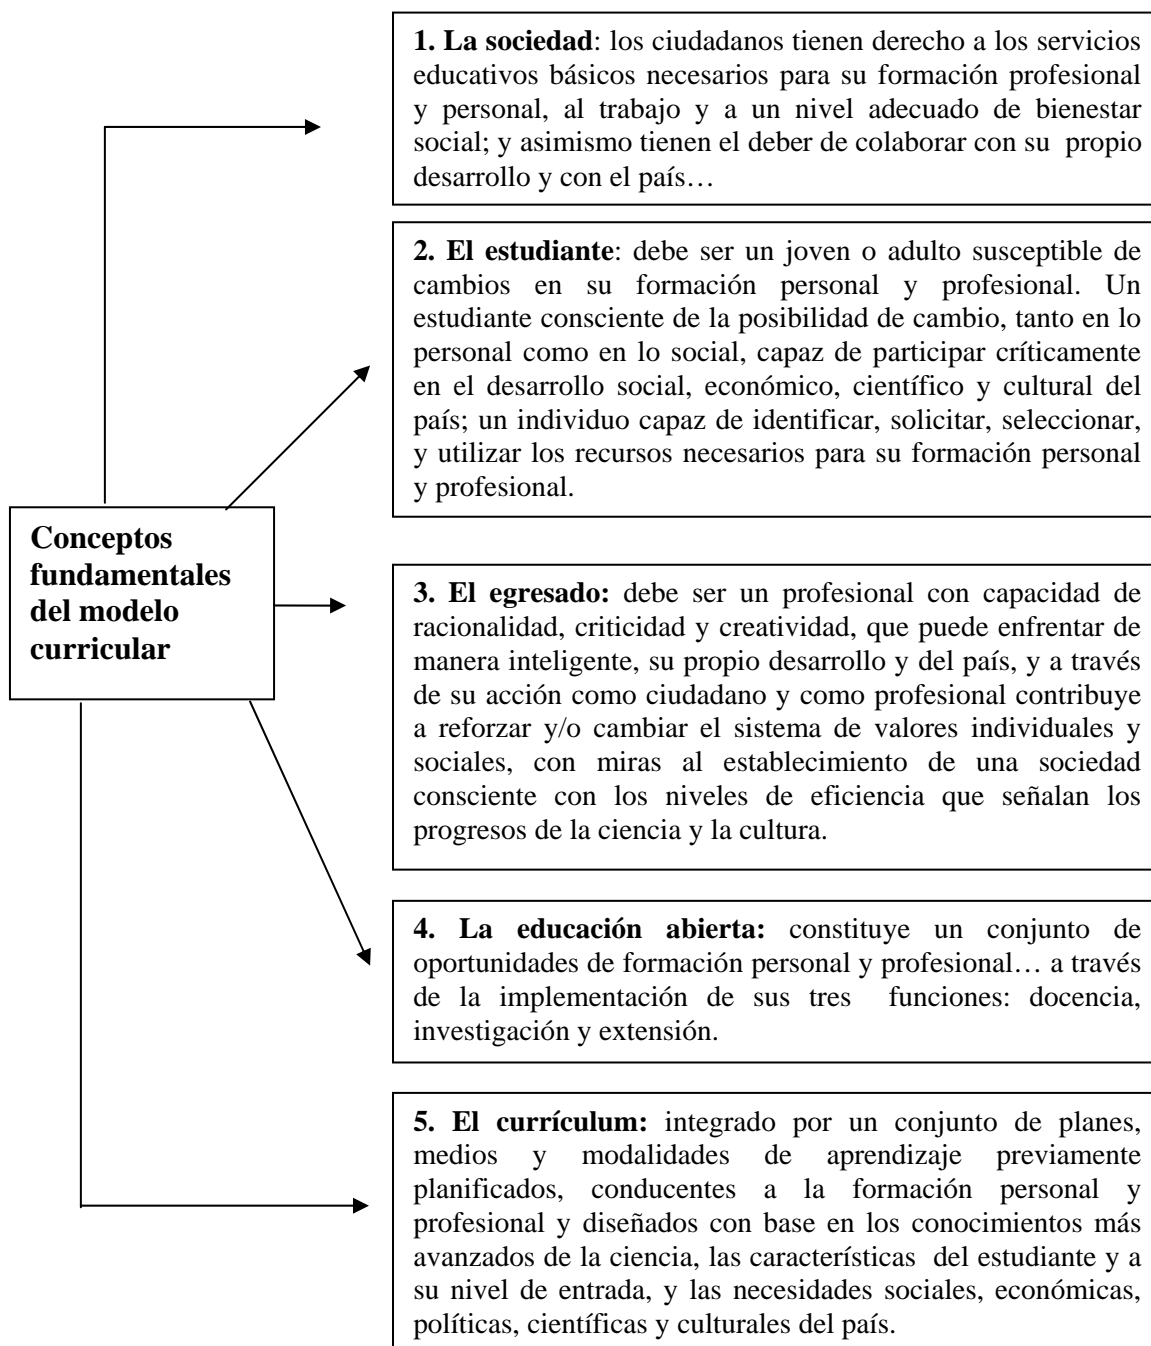 1. La sociedad: los ciudadanos tienen derecho a los servicios
educativos básicos necesarios para su formación profesional
y personal, al trabajo y a un nivel adecuado de bienestar
social; y asimismo tienen el deber de colaborar con su propio
desarrollo y con el país…
2. El estudiante: debe ser un joven o adulto susceptible de
cambios en su formación personal y profesional. Un
estudiante consciente de la posibilidad de cambio, tanto en lo
personal como en lo social, capaz de participar críticamente
en el desarrollo social, económico, científico y cultural del
país; un individuo capaz de identificar, solicitar, seleccionar,
y utilizar los recursos necesarios para su formación personal
y profesional.
Conceptos
fundamentales
del modelo
curricular
3. El egresado: debe ser un profesional con capacidad de
racionalidad, criticidad y creatividad, que puede enfrentar de
manera inteligente, su propio desarrollo y del país, y a través
de su acción como ciudadano y como profesional contribuye
a reforzar y/o cambiar el sistema de valores individuales y
sociales, con miras al establecimiento de una sociedad
consciente con los niveles de eficiencia que señalan los
progresos de la ciencia y la cultura.
4. La educación abierta: constituye un conjunto de
oportunidades de formación personal y profesional… a través
de la implementación de sus tres funciones: docencia,
investigación y extensión.
5. El currículum: integrado por un conjunto de planes,
medios y modalidades de aprendizaje previamente
planificados, conducentes a la formación personal y
profesional y diseñados con base en los conocimientos más
avanzados de la ciencia, las características del estudiante y a
su nivel de entrada, y las necesidades sociales, económicas,
políticas, científicas y culturales del país.